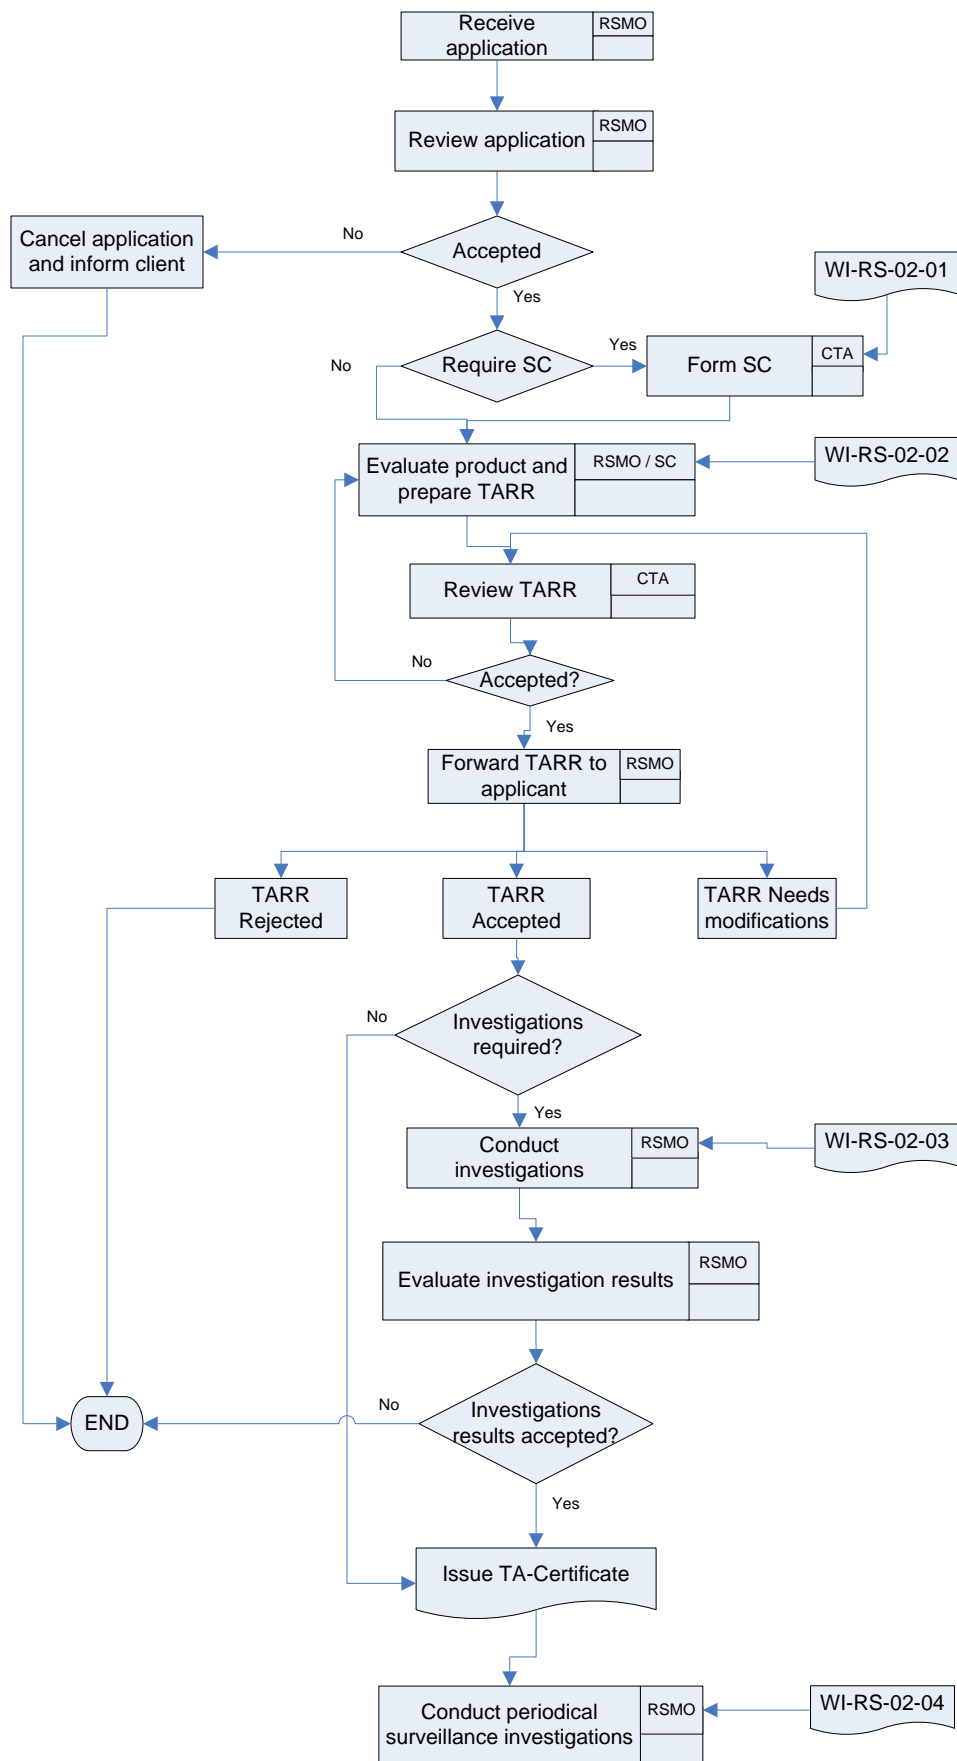 Receive
application
RSMO
Review application
RSMO
Accepted
No
Cancel application
and inform client
Yes
WI-RS-02-01
Require SC
Yes
No
Form SC
CTA
Evaluate product and
prepare TARR
RSMO / SC
WI-RS-02-02
Review TARR
CTA
Accepted?
No
Yes
Forward TARR to
applicant
RSMO
TARR
Rejected
TARR
Accepted
TARR Needs
modifications
Investigations
required?
No
Yes
Conduct
investigations
RSMO
WI-RS-02-03
Evaluate investigation results
RSMO
Investigations
results accepted?
No
END
Yes
Issue TA-Certificate
Conduct periodical
surveillance investigations
RSMO
WI-RS-02-04